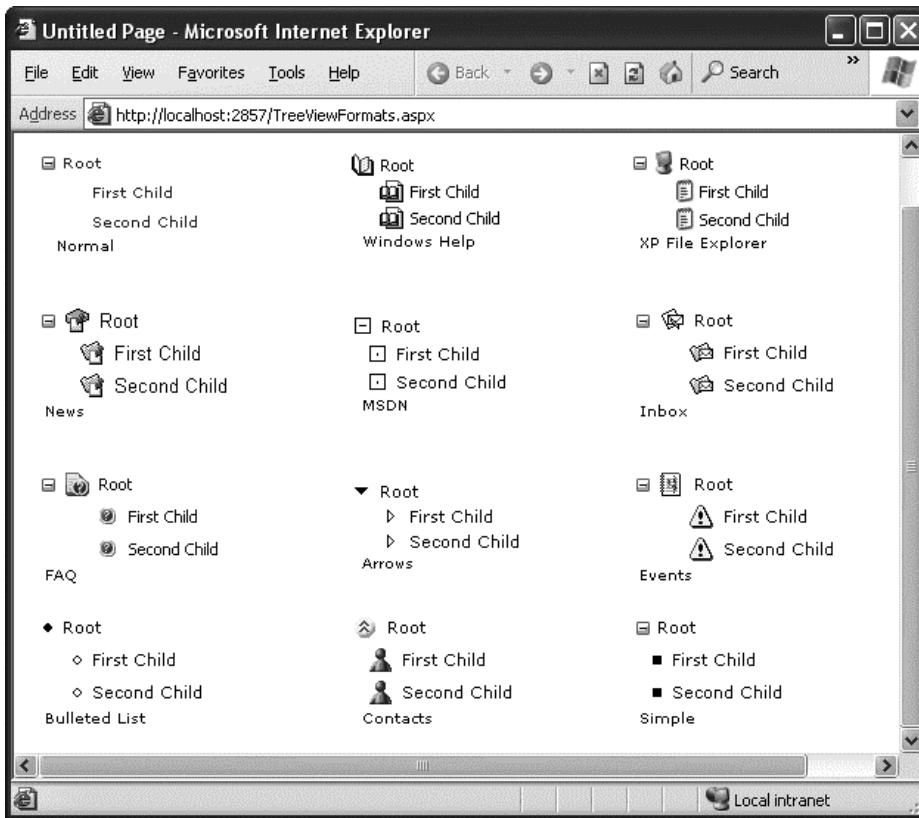 Untitled Page - Microsoft Internet Explorer
File Edit View Favorites Tools Help Back Search »
Address http://localhost:2857/TreeViewFormats.aspx
Root
First Child
Second Child
Normal
Root
First Child
Second Child
Windows Help
Root
First Child
Second Child
XP File Explorer
Root
First Child
Second Child
News
Root
First Child
Second Child
MSDN
Root
First Child
Second Child
Inbox
Root
First Child
Second Child
FAQ
Root
First Child
Second Child
Arrows
Root
First Child
Second Child
Events
Root
First Child
Second Child
Bulleted List
Root
First Child
Second Child
Contacts
Root
First Child
Second Child
Simple
Local intranet